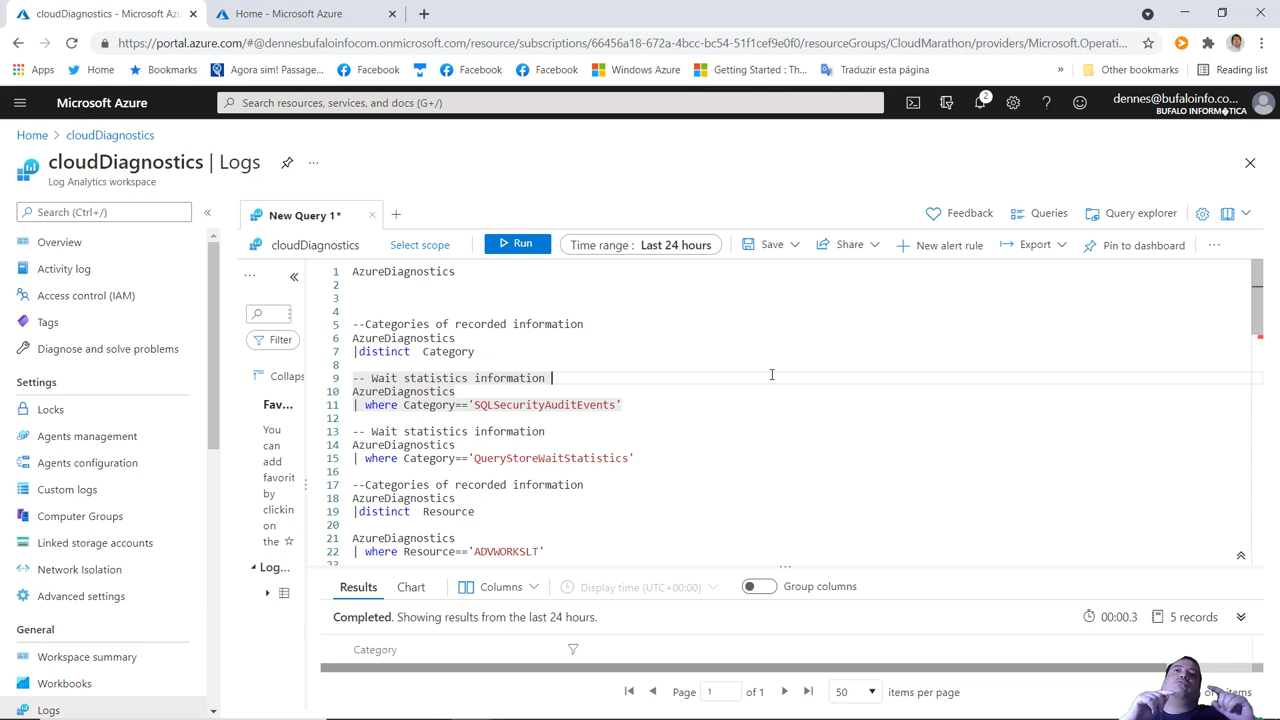 cloudDiagnostics - Microsoft Az
Home - Microsoft Azure
https://portal.azure.com/#@dennesbufaloinfocom.onmicrosoft.com/resource/subscriptions/66456a18-672a-4bcc-bc54-51f1cef9e0f0/resourceGroups/CloudMarathon/providers/Microsoft.Operati...
Apps
Home
Bookmarks
Agora sim! Passage...
Facebook
Facebook
Facebook
Windows Azure
Getting Started : Th...
Traduzir esta página
»
Other bookmarks
Reading list
Microsoft Azure
Search resources, services, and docs (G+/)
2
dennes@bufaloinfo.co...
BUFALO INFORM�TICA
Home > cloudDiagnostics
cloudDiagnostics | Logs
Log Analytics workspace
Search (Ctrl+/)
«
Overview
Activity log
Access control (IAM)
Tags
Diagnose and solve problems
Settings
Locks
Agents management
Agents configuration
Custom logs
Computer Groups
Linked storage accounts
Network Isolation
Advanced settings
General
Workspace summary
Workbooks
Logs
New Query 1*
Feedback
Queries
Query explorer
cloudDiagnostics
Select scope
Run
Time range : Last 24 hours
Save
Share
New alert rule
Export
Pin to dashboard
Filter
Collaps
Fav...
You
can
add
favorit
by
clickin
on
the
Log...
1 AzureDiagnostics
2
3
4
5 --Categories of recorded information
6 AzureDiagnostics
7 |distinct Category
8
9 -- Wait statistics information
10 AzureDiagnostics
11 | where Category=='SQLSecurityAuditEvents'
12
13 -- Wait statistics information
14 AzureDiagnostics
15 | where Category=='QueryStoreWaitStatistics'
16
17 --Categories of recorded information
18 AzureDiagnostics
19 |distinct Resource
20
21 AzureDiagnostics
22 | where Resource=='ADVWORKSLT'
23
Results
Chart
Columns
Display time (UTC+00:00)
Group columns
Completed. Showing results from the last 24 hours.
00:00.3
5 records
Category
Page 1 of 1
50
items per page
items